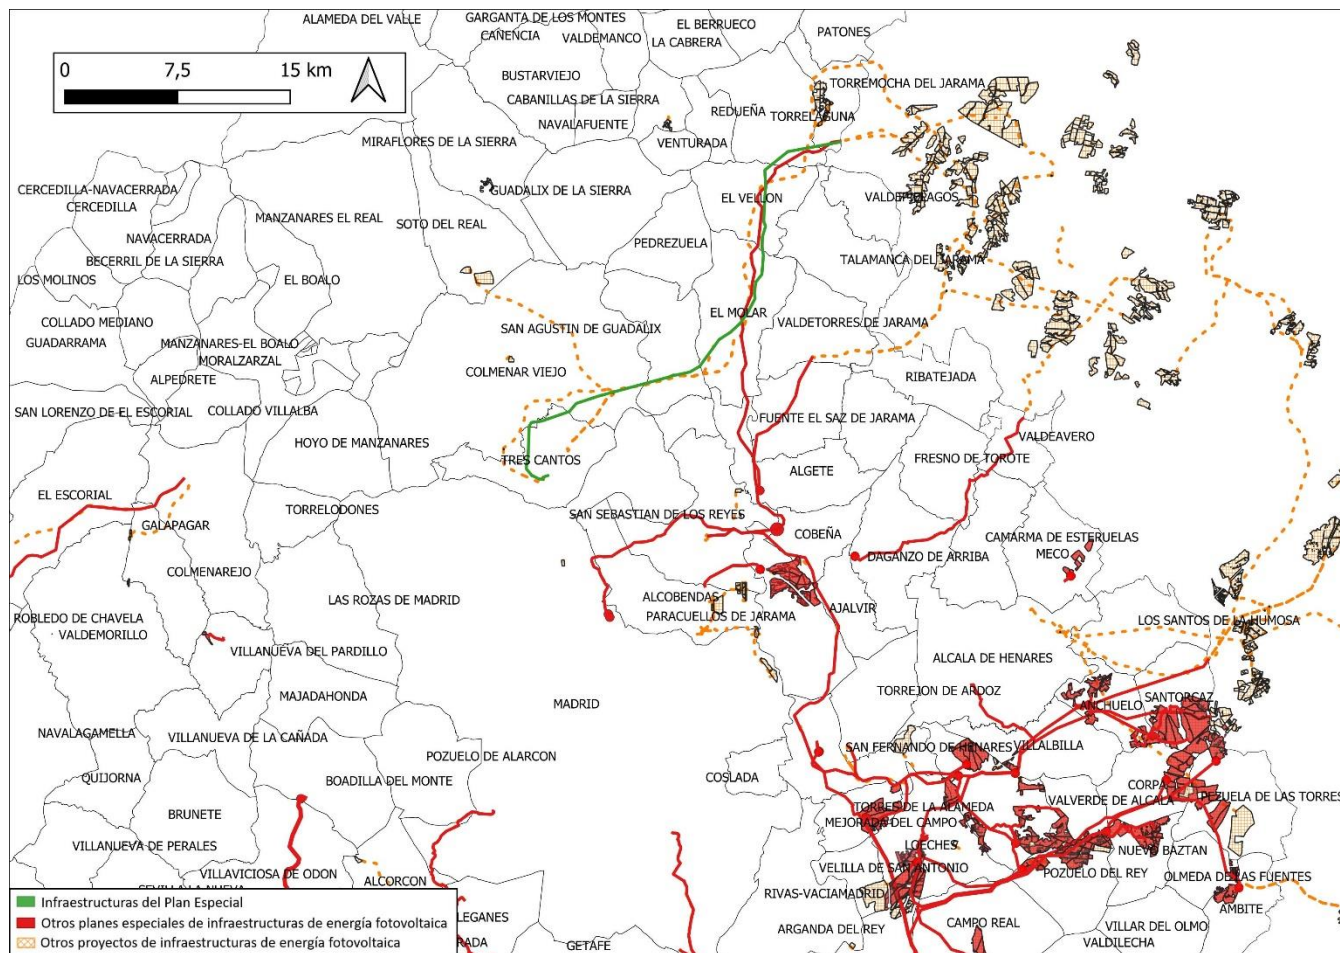 ALAMEDA DEL VALLE
GARGANTA DE LOS MONTES
EL BERRUECO
PATONES
CANENCIA
VALDEMANCO
LA CABRERA
0 7,5 15 km
BUSTARVIEJO
TORREMOCHA DEL JARAMA
CABANILLAS DE LA SIERRA
REDUEÑA
TORRELAGUNA
NAVALAFUENTE
MIRAFLORES DE LA SIERRA
VENTURADA
CERCEDILLA-NAVACERRADA
GUADALIX DE LA SIERRA
CERCEDILLA
EL VELLON
MANZANARES EL REAL
SOTO DEL REAL
NAVACERRADA
PEDREZUELA
BECERRIL DE LA SIERRA
TALAMANCA DEL JARAMA
LOS MOLINOS
EL BOALO
EL MOLAR
COLLADO MEDIANO
SAN AGUSTIN DE GUADALIX
VALDETORRES DE JARAMA
GUADARRAMA
MANZANARES-EL BOALO
MORALZARZAL
ALPEDRETE
COLMENAR VIEJO
RIBATEJADA
SAN LORENZO DE EL ESCORIAL
COLLADO VILLALBA
FUENTE EL SAZ DE JARAMA
HOYO DE MANZANARES
VALDEAVERO
TRES CANTOS
FRESNO DE TOROTE
ALGETE
EL ESCORIAL
TORRELODONES
SAN SEBASTIAN DE LOS REYES
GALAPAGAR
COBEÑA
CAMARMA DE ESTERUELAS
DAGANZO DE ARRIBA
MECO
COLMENAREJO
LAS ROZAS DE MADRID
ALCOBENDAS
AJALVIR
ROBLEDO DE CHAVELA
PARACUELLOS DE JARAMA
LOS SANTOS DE LA HUMOSA
VALDEMORILLO
VILLANUEVA DEL PARDILLO
ALCALA DE HENARES
MAJADAHONDA
TORREJON DE ARDOZ
SANTORCAZ
MADRID
ANCHUELO
NAVALAGAMELLA
VILLANUEVA DE LA CAÑADA
SAN FERNANDO DE HENARES
VILLALBILLA
POZUELO DE ALARCON
QUIJORNA
BOADILLA DEL MONTE
COSLADA
CORPA
PEZUELA DE LAS TORRES
BRUNETE
TORRES DE LA ALAMEDA
VALVERDE DE ALCALA
MEJORADA DEL CAMPO
VILLANUEVA DE PERALES
LOECHES
NUEVO BAZTAN
VILLAVICIOSA DE ODON
VELILLA DE SAN ANTONIO
POZUELO DEL REY
OLMEDA DE LAS FUENTES
ALCORCON
RIVAS-VACIAMADRID
AMBITE
LEGANES
ARGANDA DEL REY
CAMPO REAL
VILLAR DEL OLMO
GETAFE
VALDILECHA
Infraestructuras del Plan Especial
Otros planes especiales de infraestructuras de energía fotovoltaica
Otros proyectos de infraestructuras de energía fotovoltaica